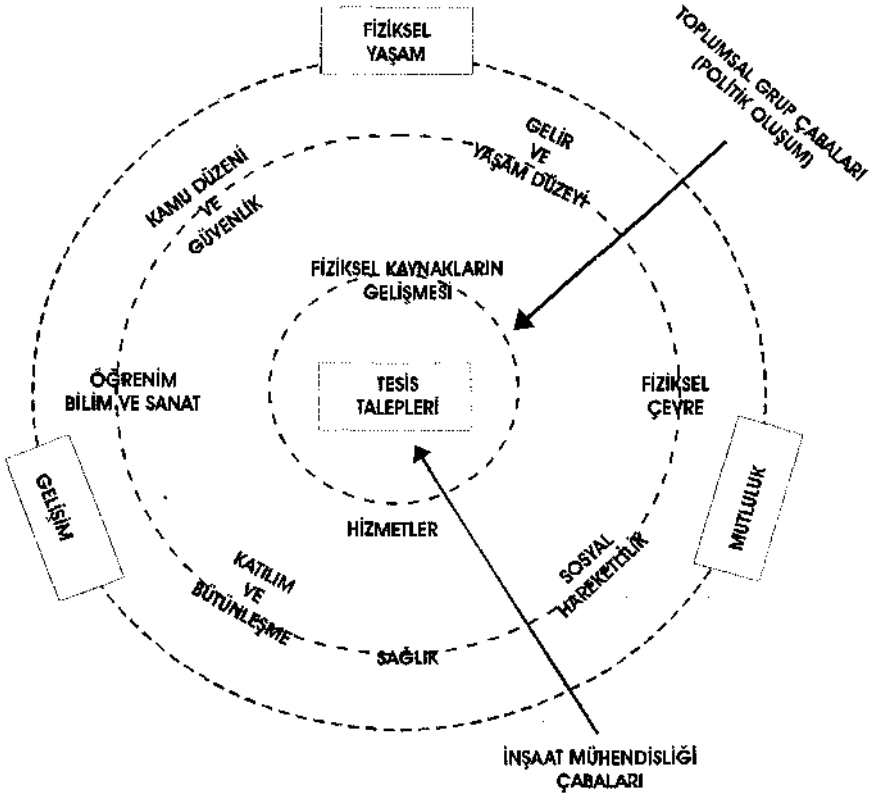 FİZİKSEL
YAŞAM
TOPLUMSAL GRUP ÇABALARI
(POLİTİK OLUŞUM)
GELİR
VE
YAŞAM DÜZEYİ
KAMU DÜZENİ
VE
GÜVENLİK
FİZİKSEL KAYNAKLARIN
GELİŞMESİ
ÖĞRENİM
BİLİM VE SANAT
TESİS
TALEPLERİ
FİZİKSEL
ÇEVRE
GELİŞİM
MUTLULUK
HİZMETLER
KATILIM
VE
BÜTÜNLEŞME
SOSYAL
HAREKETLİLİK
SAĞLIK
İNŞAAT MÜHENDİSLİĞİ
ÇABALARI